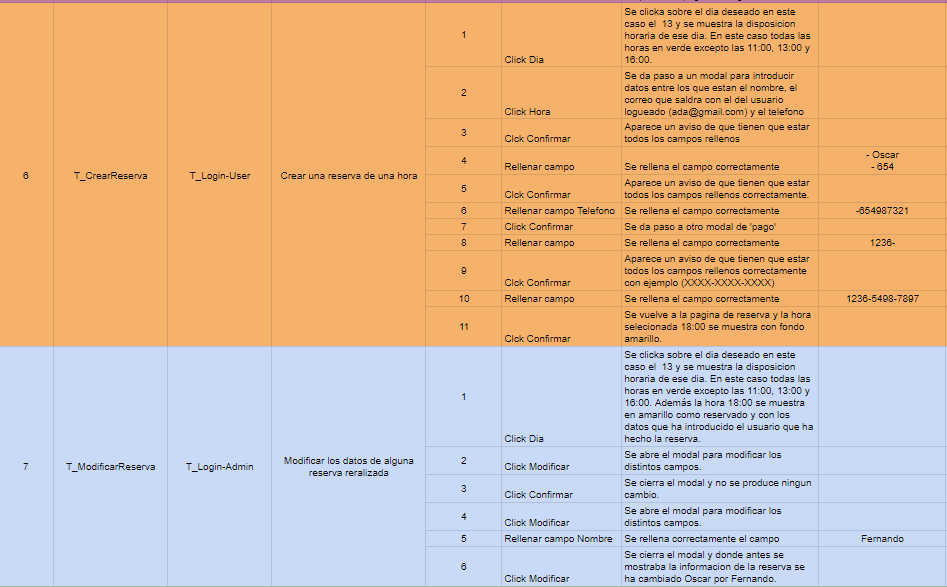 6
T_CrearReserva
T_Login-User
Crear una reserva de una hora
1
Click Dia
Se clicka sobre el dia deseado en este
caso el  13 y se muestra la disposicion
horaria de ese dia. En este caso todas las
horas en verde excepto las 11:00, 13:00 y
16:00.
2
Click Hora
Se da paso a un modal para introducir
datos entre los que estan el nombre, el
correo que saldra con el del usuario
logueado (ada@gmail.com) y el telefono
3
Clck Confirmar
Aparece un aviso de que tienen que estar
todos los campos rellenos
4
Rellenar campo
Se rellena el campo correctamente
- Oscar
- 654
5
Clck Confirmar
Aparece un aviso de que tienen que estar
todos los campos rellenos correctamente.
6
Rellenar campo Telefono
Se rellena el campo correctamente
-654987321
7
Click Confirmar
Se da paso a otro modal de 'pago'
8
Rellenar campo
Se rellena el campo correctamente
1236-
9
Clck Confirmar
Aparece un aviso de que tienen que estar
todos los campos rellenos correctamente
con ejemplo (XXXX-XXXX-XXXX)
10
Rellenar campo
Se rellena el campo correctamente
1236-5498-7897
11
Clck Confirmar
Se vuelve a la pagina de reserva y la hora
selecionada 18:00 se muestra con fondo
amarillo.
7
T_ModificarReserva
T_Login-Admin
Modificar los datos de alguna
reserva reralizada
1
Click Dia
Se clicka sobre el dia deseado en este
caso el  13 y se muestra la disposicion
horaria de ese dia. En este caso todas las
horas en verde excepto las 11:00, 13:00 y
16:00. Además la hora 18:00 se muestra
en amarillo como reservado y con los
datos que ha introducido el usuario que ha
hecho la reserva.
2
Click Modificar
Se abre el modal para modificar los
distintos campos.
3
Click Confirmar
Se cierra el modal y no se produce ningun
cambio.
4
Click Modificar
Se abre el modal para modificar los
distintos campos.
5
Rellenar campo Nombre
Se rellena correctamente el campo
Fernando
6
Click Modificar
Se cierra el modal y donde antes se
mostraba la informacion de la reserva se
ha cambiado Oscar por Fernando.